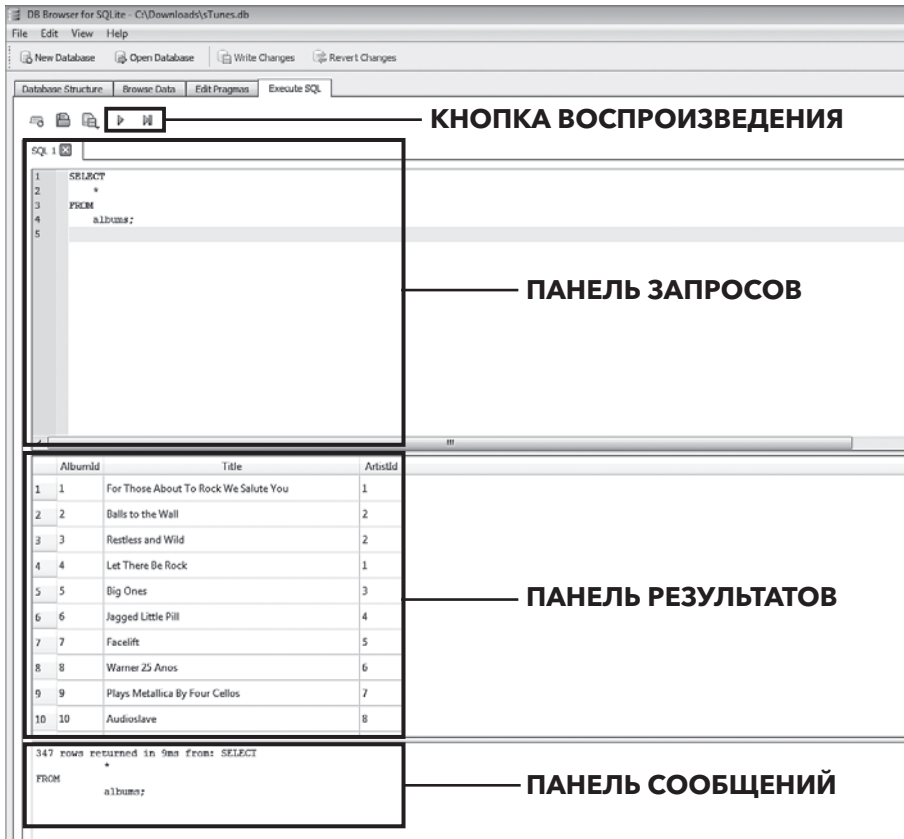 DB Browser for SQLite - C:\Downloads\sTunes.db
File Edit View Help
New Database Open Database Write Changes Revert Changes
Database Structure Browse Data Edit Pragmas Execute SQL
КНОПКА ВОСПРОИЗВЕДЕНИЯ
SQL 1
1 SELECT
2 *
3 FROM
4 albums;
5
ПАНЕЛЬ ЗАПРОСОВ
AlbumId Title ArtistId
1 1 For Those About To Rock We Salute You 1
2 2 Balls to the Wall 2
3 3 Restless and Wild 2
4 4 Let There Be Rock 1
5 5 Big Ones 3
6 6 Jagged Little Pill 4
7 7 Facelift 5
8 8 Warner 25 Anos 6
9 9 Plays Metallica By Four Cellos 7
10 10 Audioslave 8
ПАНЕЛЬ РЕЗУЛЬТАТОВ
347 rows returned in 9ms from: SELECT
*
FROM
albums;
ПАНЕЛЬ СООБЩЕНИЙ